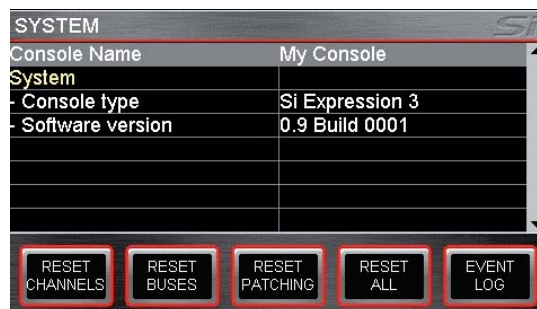 SYSTEM Si
Console Name My Console
System
- Console type Si Expression 3
- Software version 0.9 Build 0001
RESET CHANNELS RESET BUSES RESET PATCHING RESET ALL EVENT LOG